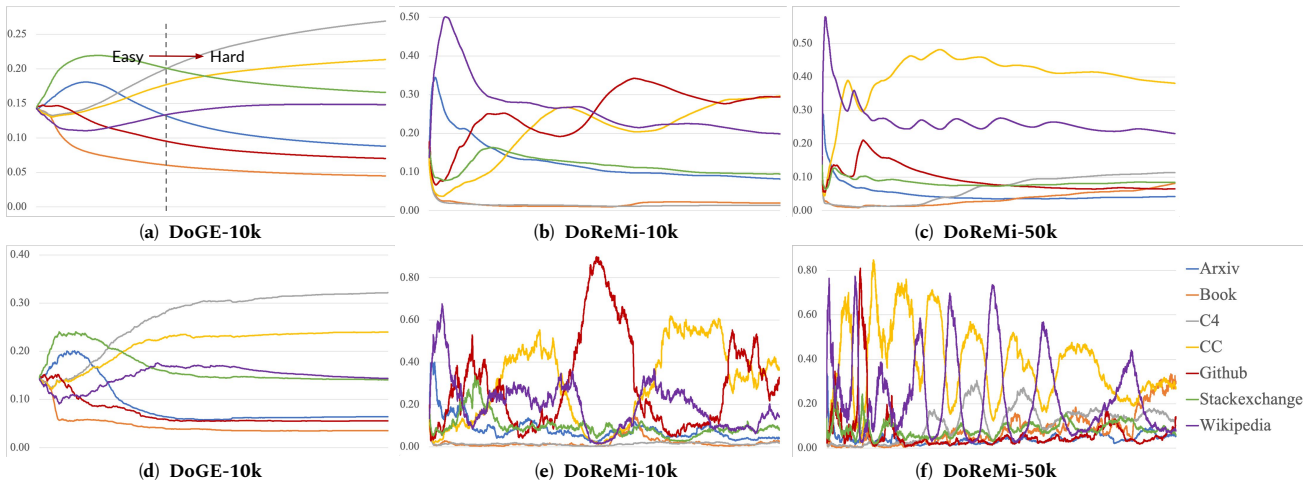 0.25
0.20
0.15
0.10
0.05
0.00
Easy Hard
(a) DoGE-10k
0.50
0.40
0.30
0.20
0.10
0.00
(b) DoReMi-10k
0.50
0.40
0.30
0.20
0.10
0.00
(c) DoReMi-50k
0.40
0.30
0.20
0.10
0.00
(d) DoGE-10k
0.80
0.60
0.40
0.20
0.00
(e) DoReMi-10k
0.80
0.60
0.40
0.20
0.00
(f) DoReMi-50k
Arxiv
Book
C4
CC
Github
Stackexchange
Wikipedia